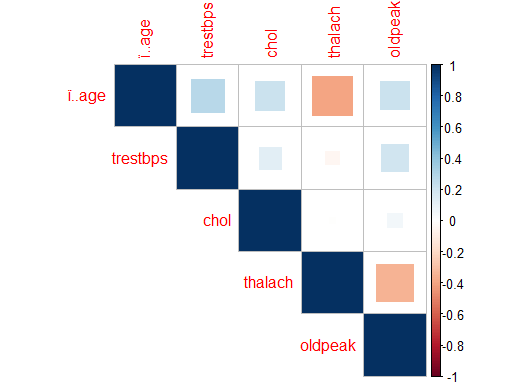 ï..age
trestbps
chol
thalach
oldpeak
ï..age
trestbps
chol
thalach
oldpeak
1
0.8
0.6
0.4
0.2
0
-0.2
-0.4
-0.6
-0.8
-1